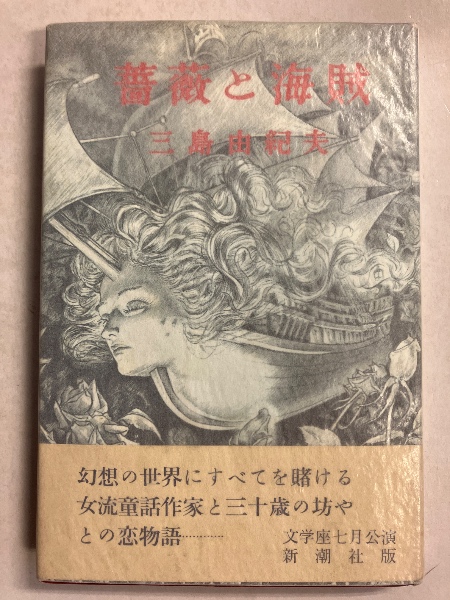 薔薇と海賊
三島由紀夫
幻想の世界にすべてを賭ける
女流童話作家と三十歳の坊や
との恋物語…………
文学座七月公演
新潮社版